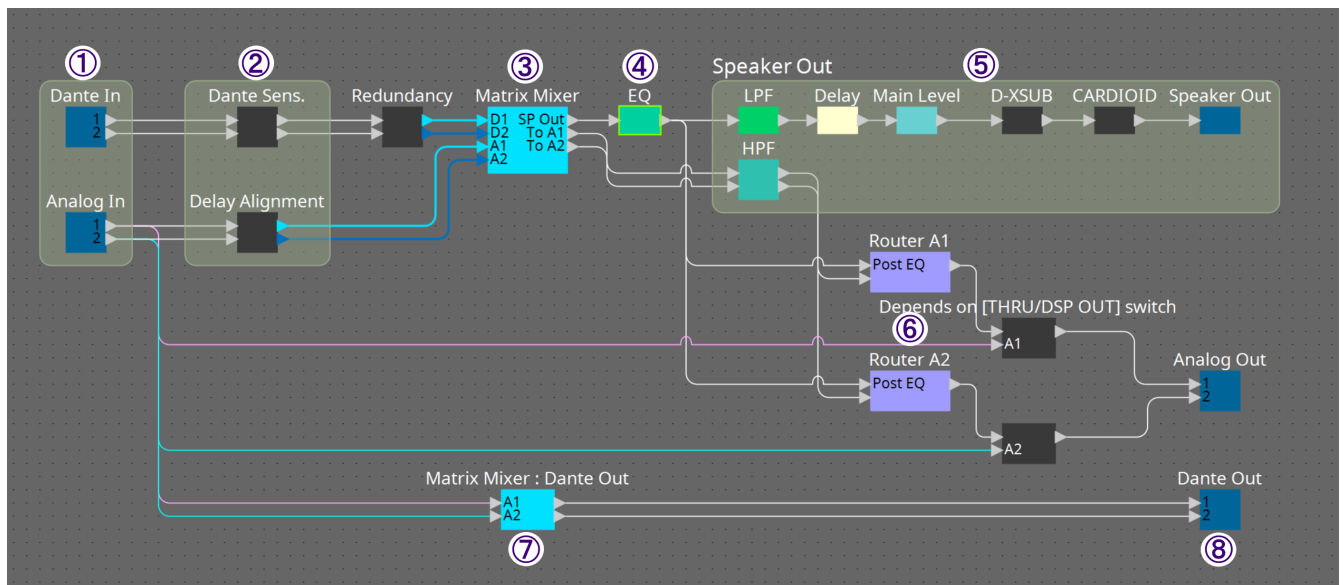 ① ② ③ ④ ⑤
Speaker Out
Dante In Dante Sens. Redundancy Matrix Mixer EQ LPF Delay Main Level D-XSUB CARDIOID Speaker Out
1 D1 SP Out
2 D2 To A1
A1 To A2
A2
HPF
Analog In Delay Alignment
1
2
Router A1
Post EQ
Depends on [THRU/DSP OUT] switch
⑥
A1
Router A2 Analog Out
Post EQ 1
2
A2
Matrix Mixer : Dante Out Dante Out
A1 1
A2 2
⑦ ⑧